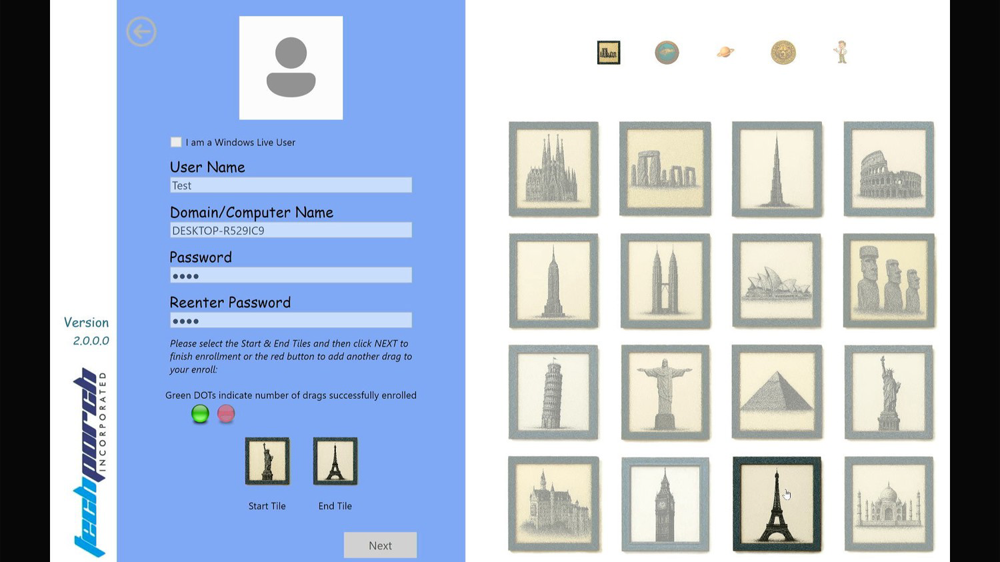 I am a Windows Live User
User Name
Test
Domain/Computer Name
DESKTOP-R529IC9
Password
Reenter Password
Please select the Start & End Tiles and then click NEXT to
finish enrollment or the red button to add another drag to
your enroll:
Green DOTs indicate number of drags successfully enrolled
Start Tile
End Tile
Next
Version
2.0.0.0
techporch
INCORPORATED